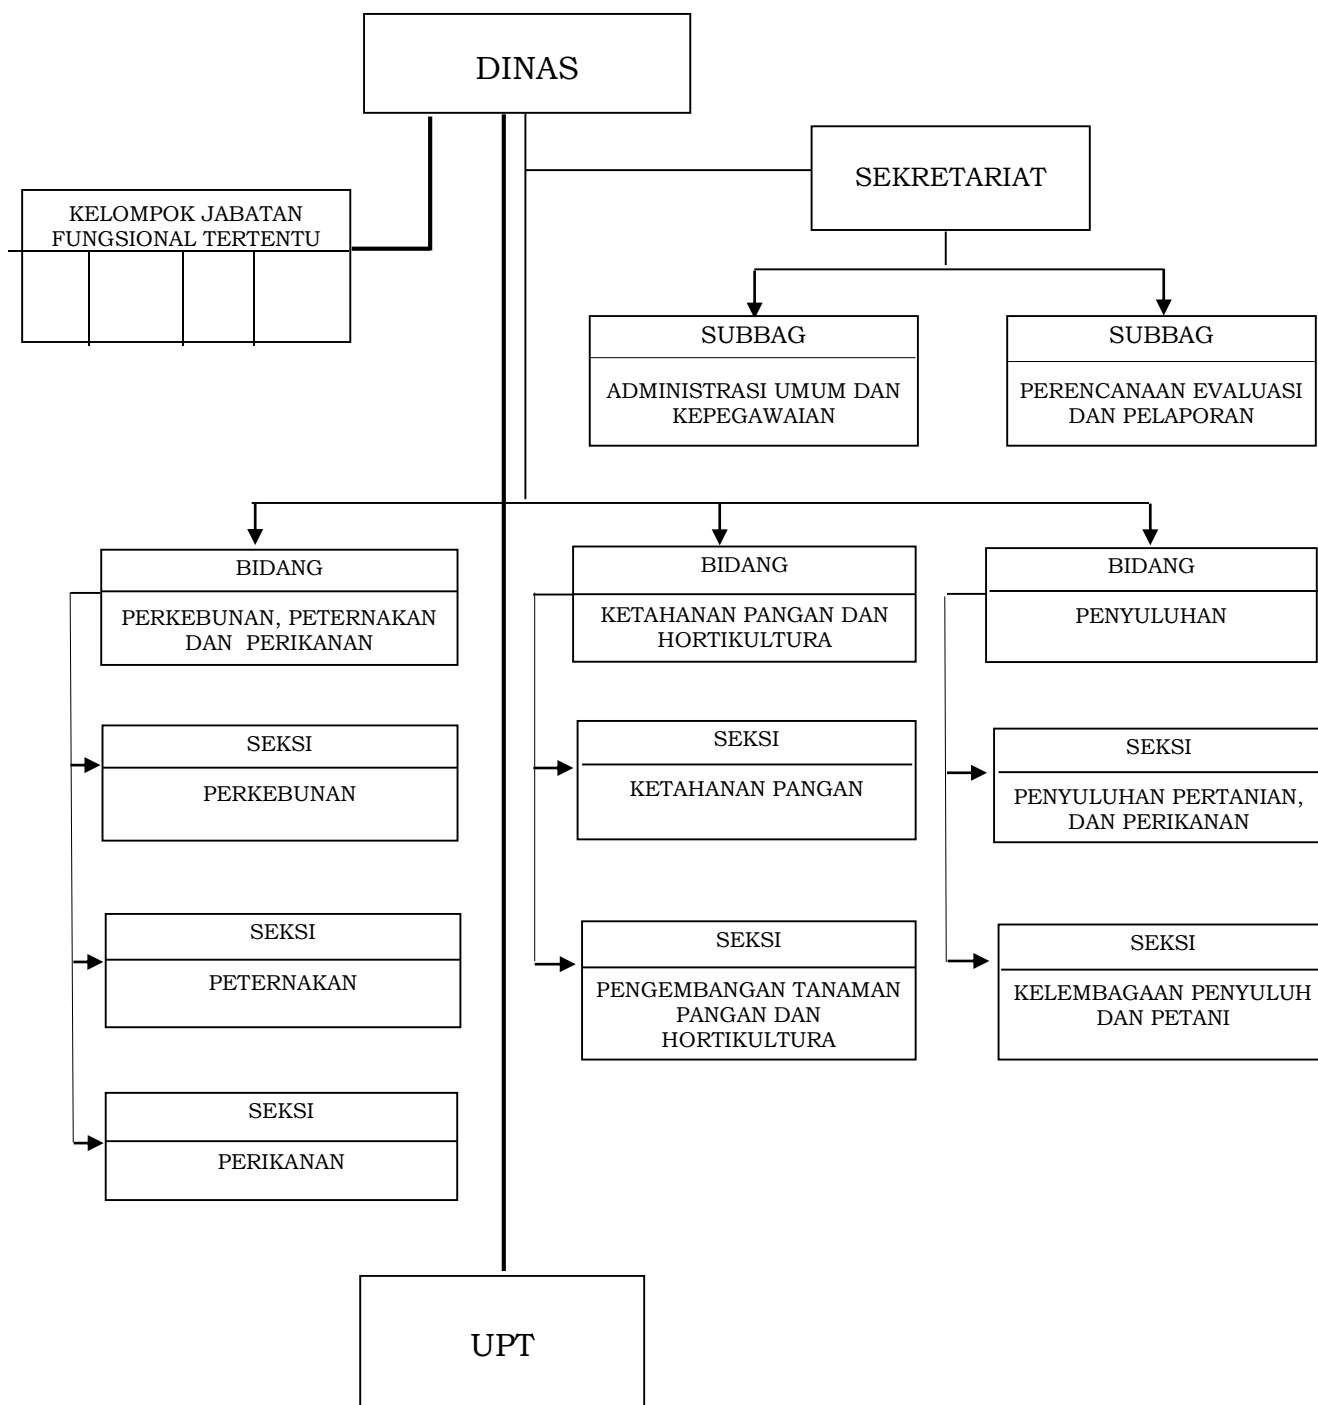 DINAS
SEKRETARIAT
KELOMPOK JABATAN
FUNGSIONAL TERTENTU
SUBBAG
ADMINISTRASI UMUM DAN
KEPEGAWAIAN
SUBBAG
PERENCANAAN EVALUASI
DAN PELAPORAN
BIDANG
PERKEBUNAN, PETERNAKAN
DAN PERIKANAN
BIDANG
KETAHANAN PANGAN DAN
HORTIKULTURA
BIDANG
PENYULUHAN
SEKSI
PERKEBUNAN
SEKSI
KETAHANAN PANGAN
SEKSI
PENYULUHAN PERTANIAN,
DAN PERIKANAN
SEKSI
PETERNAKAN
SEKSI
PENGEMBANGAN TANAMAN
PANGAN DAN
HORTIKULTURA
SEKSI
KELEMBAGAAN PENYULUH
DAN PETANI
SEKSI
PERIKANAN
UPT